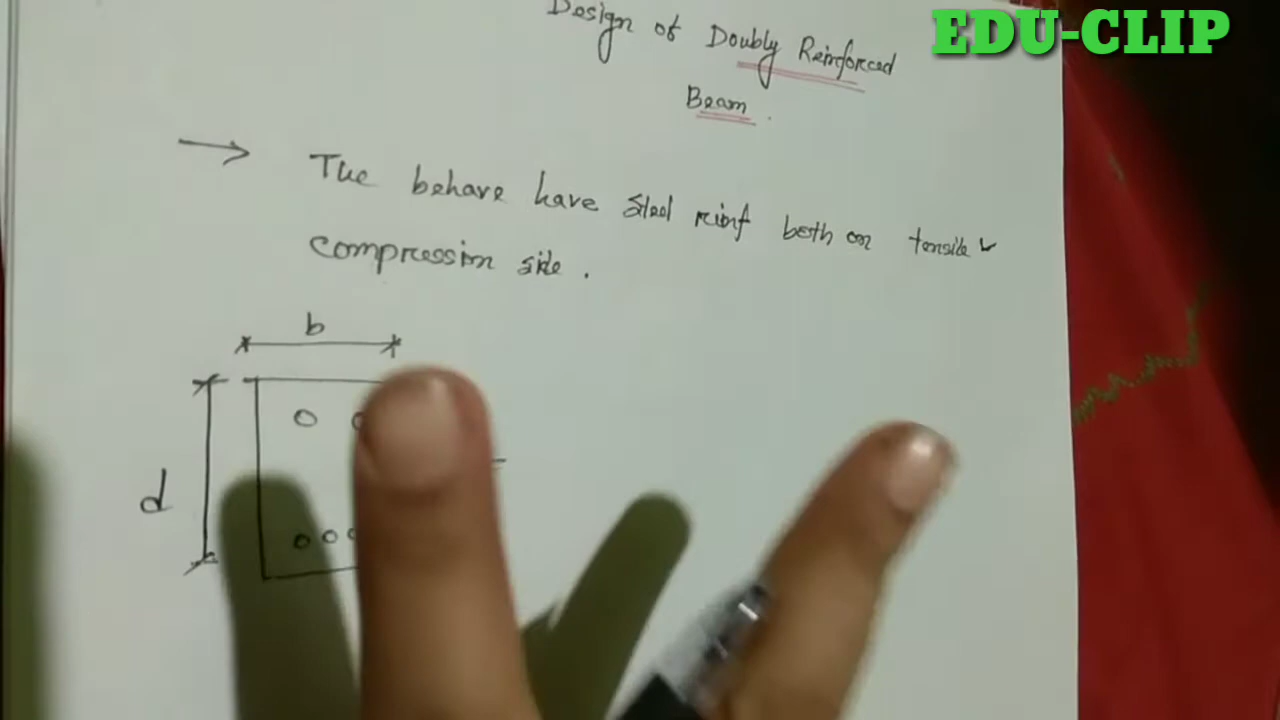 EDU-CLIP
Design of Doubly Reinforced
Beam.
The behave have steel reinf both on tensile
compression side.
b
d